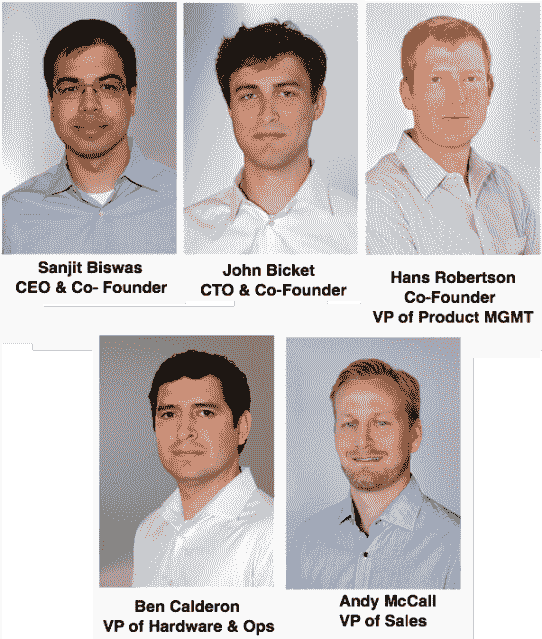 Sanjit Biswas
CEO & Co- Founder
John Bicket
CTO & Co-Founder
Hans Robertson
Co-Founder
VP of Product MGMT
Ben Calderon
VP of Hardware & Ops
Andy McCall
VP of Sales